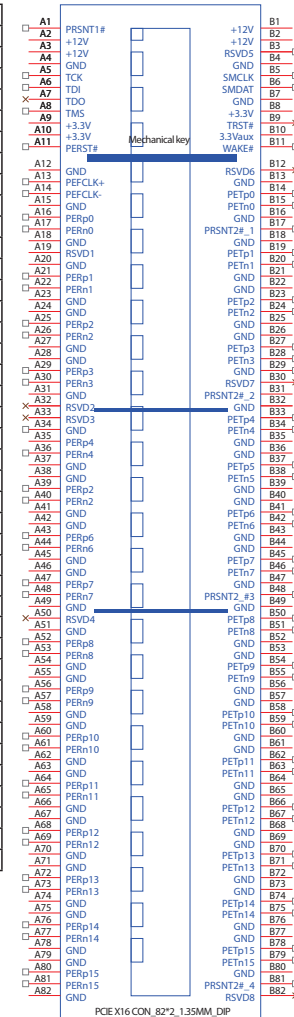 A1 PRSNT1# +12V B1
A2 +12V +12V B2
A3 +12V RSVD5 B3
A4 GND GND B4
A5 TCK SMCLK B5
A6 TDI SMDAT B6
A7 TDO GND B7
A8 TMS +3.3V B8
A9 +3.3V TRST# B9
A10 +3.3V Mechanical key 3.3Vaux B10
A11 PERST# WAKE# B11
A12 GND RSVD6 B12
A13 PEFCLK+ GND B13
A14 PEFCLK- PETp0 B14
A15 GND PETn0 B15
A16 PERp0 GND B16
A17 PERn0 PRSNT2#_1 B17
A18 GND GND B18
A19 RSVD1 PETp1 B19
A20 GND PETn1 B20
A21 PERp1 GND B21
A22 PERn1 GND B22
A23 GND PETp2 B23
A24 GND PETn2 B24
A25 PERp2 GND B25
A26 PERn2 GND B26
A27 GND PETp3 B27
A28 GND PETn3 B28
A29 PERp3 GND B29
A30 PERn3 RSVD7 B30
A31 GND PRSNT2#_2 B31
A32 RSVD2 GND B32
A33 RSVD3 PETp4 B33
A34 GND PETn4 B34
A35 PERp4 GND B35
A36 PERn4 GND B36
A37 GND PETp5 B37
A38 GND PETn5 B38
A39 PERp2 GND B39
A40 PERn2 GND B40
A41 GND PETp6 B41
A42 GND PETn6 B42
A43 PERp6 GND B43
A44 PERn6 GND B44
A45 GND PETp7 B45
A46 GND PETn7 B46
A47 PERp7 GND B47
A48 PERn7 PRSNT2_#3 B48
A49 GND GND B49
A50 RSVD4 PETp8 B50
A51 GND PETn8 B51
A52 PERp8 GND B52
A53 PERn8 GND B53
A54 GND PETp9 B54
A55 GND PETn9 B55
A56 PERp9 GND B56
A57 PERn9 GND B57
A58 GND PETp10 B58
A59 GND PETn10 B59
A60 PERp10 GND B60
A61 PERn10 GND B61
A62 GND PETp11 B62
A63 GND PETn11 B63
A64 PERp11 GND B64
A65 PERn11 GND B65
A66 GND PETp12 B66
A67 GND PETn12 B67
A68 PERp12 GND B68
A69 PERn12 GND B69
A70 GND PETp13 B70
A71 GND PETn13 B71
A72 PERp13 GND B72
A73 PERn13 GND B73
A74 GND PETp14 B74
A75 GND PETn14 B75
A76 PERp14 GND B76
A77 PERn14 GND B77
A78 GND PETp15 B78
A79 GND PETn15 B79
A80 PERp15 GND B80
A81 PERn15 PRSNT2#_4 B81
A82 GND RSVD8 B82
PCIE X16 CON_82*2_1.35MM_DIP